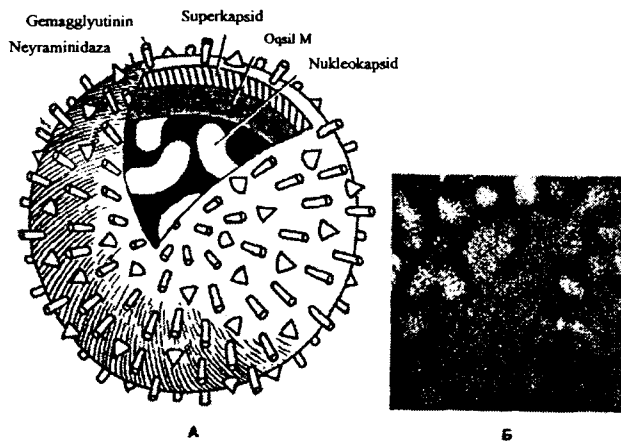 Gemagglyutinin
Neyraminidaza
Superkapsid
Oqsil M
Nukleokapsid
А
Б